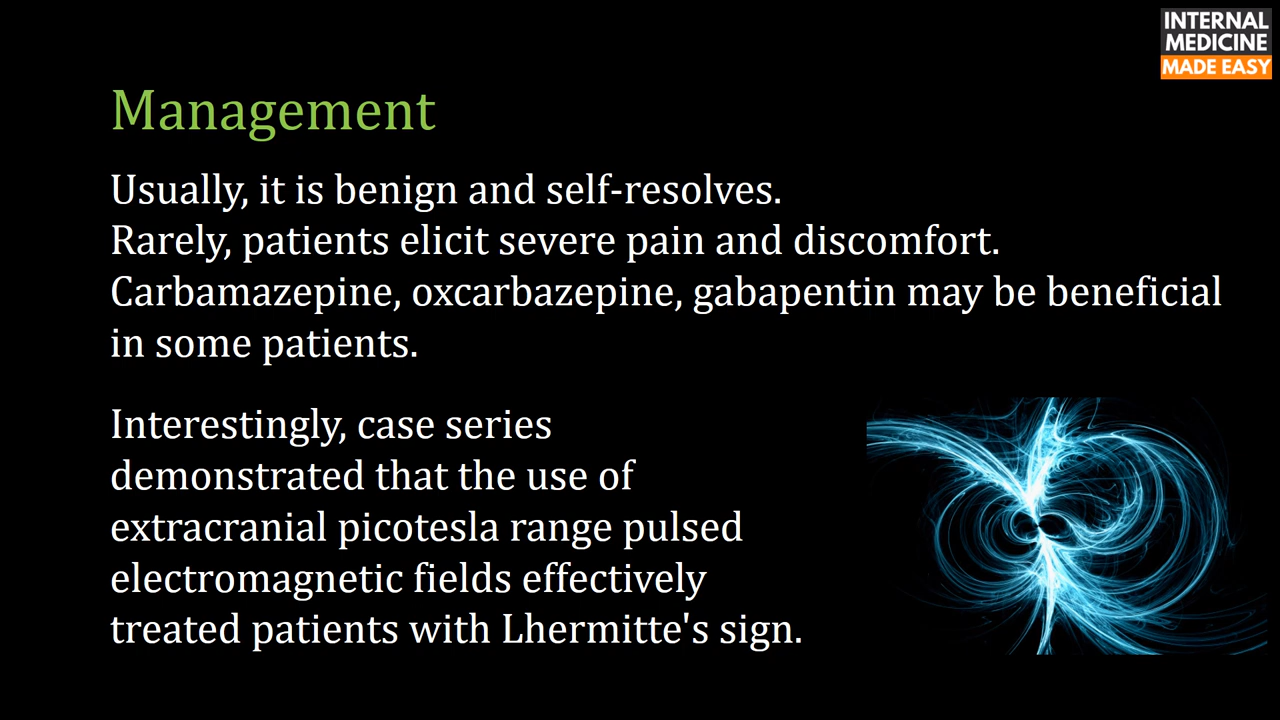 INTERNAL
MEDICINE
MADE EASY
Management
Usually, it is benign and self-resolves.
Rarely, patients elicit severe pain and discomfort.
Carbamazepine, oxcarbazepine, gabapentin may be beneficial
in some patients.
Interestingly, case series
demonstrated that the use of
extracranial picotesla range pulsed
electromagnetic fields effectively
treated patients with Lhermitte's sign.